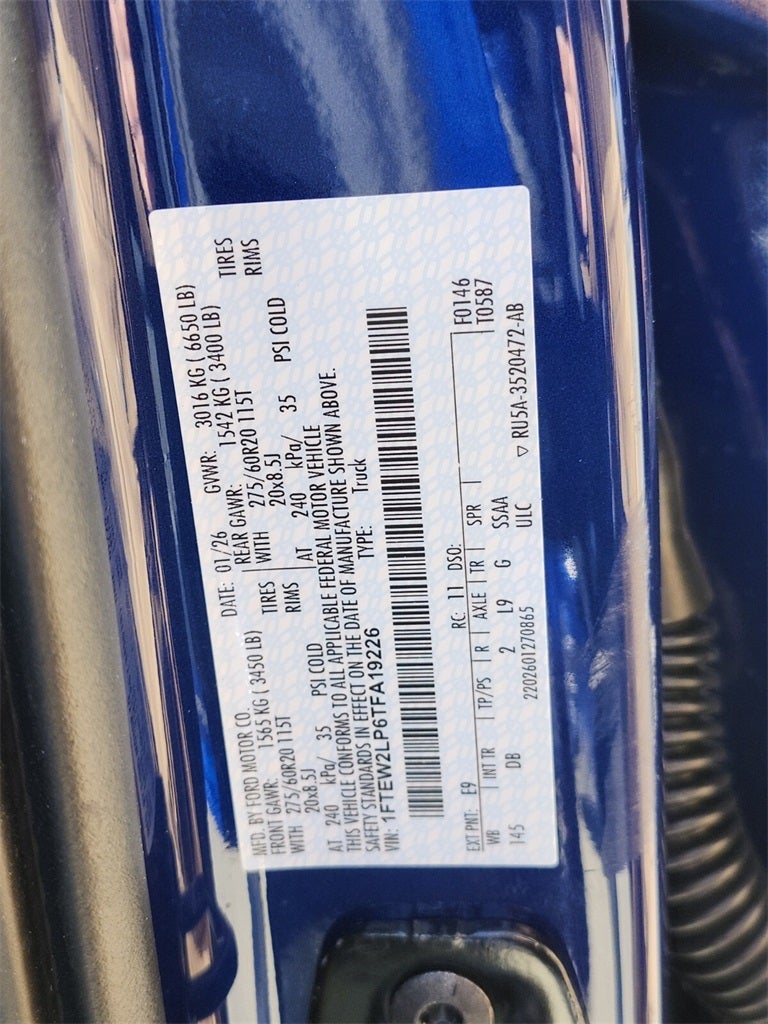 MFD. BY FORD MOTOR CO. DATE: 01/26 GVWR: 3016 KG ( 6650 LB)
FRONT GAWR: 1565 KG ( 3450 LB) REAR GAWR: 1542 KG ( 3400 LB)
WITH 275/60R20 115T TIRES WITH 275/60R20 115T TIRES
20x8.5J RIMS 20x8.5J RIMS
AT 240 kPa/ 35 PSI COLD AT 240 kPa/ 35 PSI COLD
THIS VEHICLE CONFORMS TO ALL APPLICABLE FEDERAL MOTOR VEHICLE
SAFETY STANDARDS IN EFFECT ON THE DATE OF MANUFACTURE SHOWN ABOVE.
VIN: 1FTEW2LP6TFA19226 TYPE: Truck
EXT PNT: E9 RC: 11 DSO: F0146
WB INT TR TP/PS R AXLE TR SPR T0587
145 DB 2 L9 G SSAA
2202601270865 ULC ▽ RU5A-3520472-AB